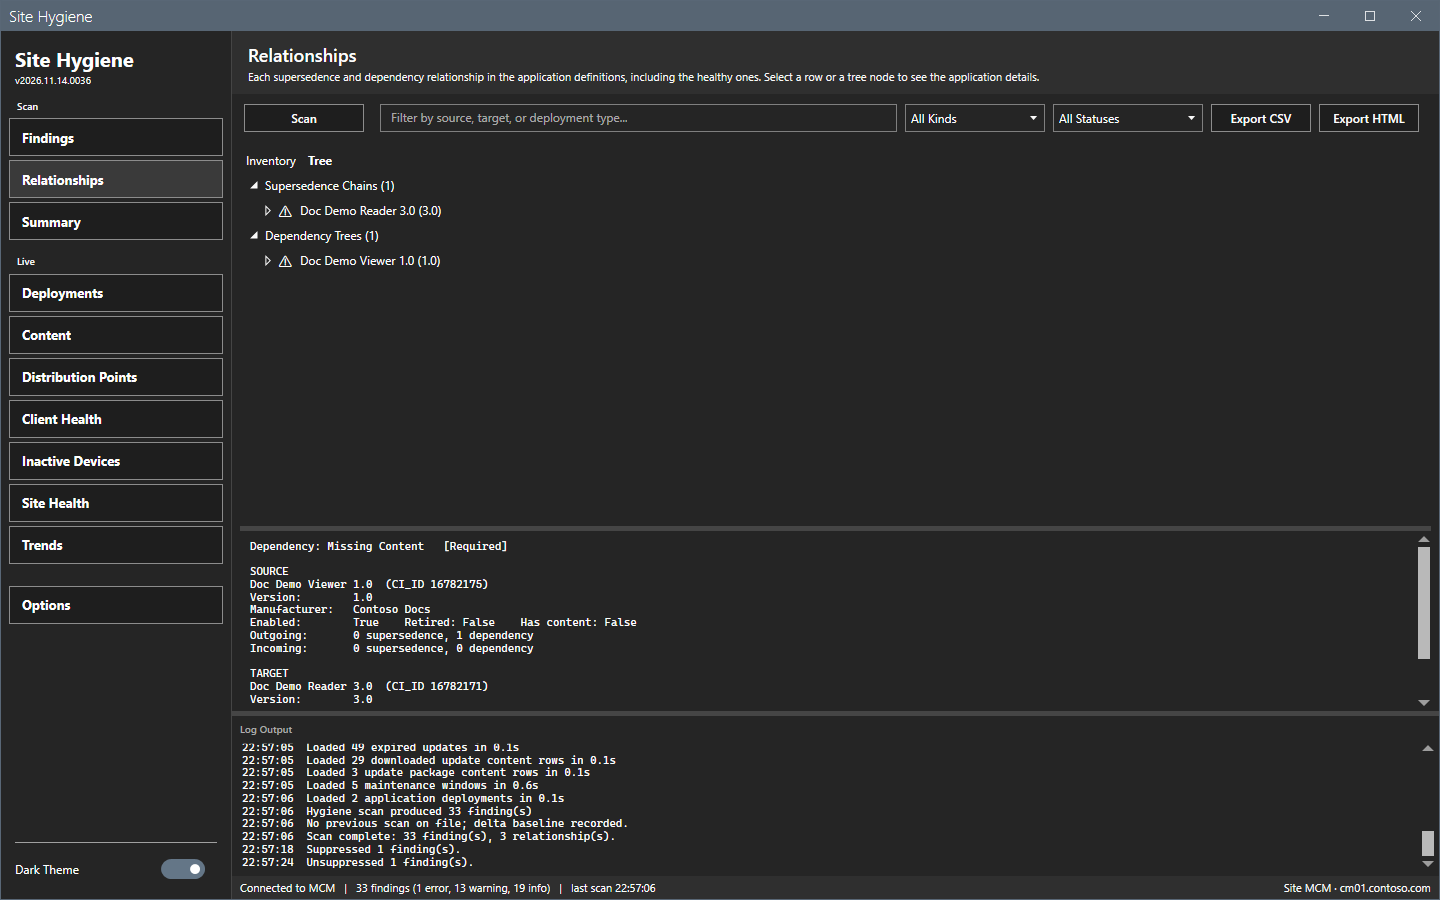 Site Hygiene
Site Hygiene
v2026.11.14.0036
Scan
Findings
Relationships
Summary
Live
Deployments
Content
Distribution Points
Client Health
Inactive Devices
Site Health
Trends
Options
Dark Theme
Relationships
Each supersedence and dependency relationship in the application definitions, including the healthy ones. Select a row or a tree node to see the application details.
Scan Filter by source, target, or deployment type... All Kinds All Statuses Export CSV Export HTML
Inventory Tree
Supersedence Chains (1)
Doc Demo Reader 3.0 (3.0)
Dependency Trees (1)
Doc Demo Viewer 1.0 (1.0)
Dependency: Missing Content [Required]
SOURCE
Doc Demo Viewer 1.0 (CI_ID 16782175)
Version: 1.0
Manufacturer: Contoso Docs
Enabled: True Retired: False Has content: False
Outgoing: 0 supersedence, 1 dependency
Incoming: 0 supersedence, 0 dependency
TARGET
Doc Demo Reader 3.0 (CI_ID 16782171)
Version: 3.0
Log Output
22:57:05 Loaded 49 expired updates in 0.1s
22:57:05 Loaded 29 downloaded update content rows in 0.1s
22:57:05 Loaded 3 update package content rows in 0.1s
22:57:05 Loaded 5 maintenance windows in 0.6s
22:57:06 Loaded 2 application deployments in 0.1s
22:57:06 Hygiene scan produced 33 finding(s)
22:57:06 No previous scan on file; delta baseline recorded.
22:57:06 Scan complete: 33 finding(s), 3 relationship(s).
22:57:18 Suppressed 1 finding(s).
22:57:24 Unsuppressed 1 finding(s).
Connected to MCM | 33 findings (1 error, 13 warning, 19 info) | last scan 22:57:06
Site MCM · cm01.contoso.com